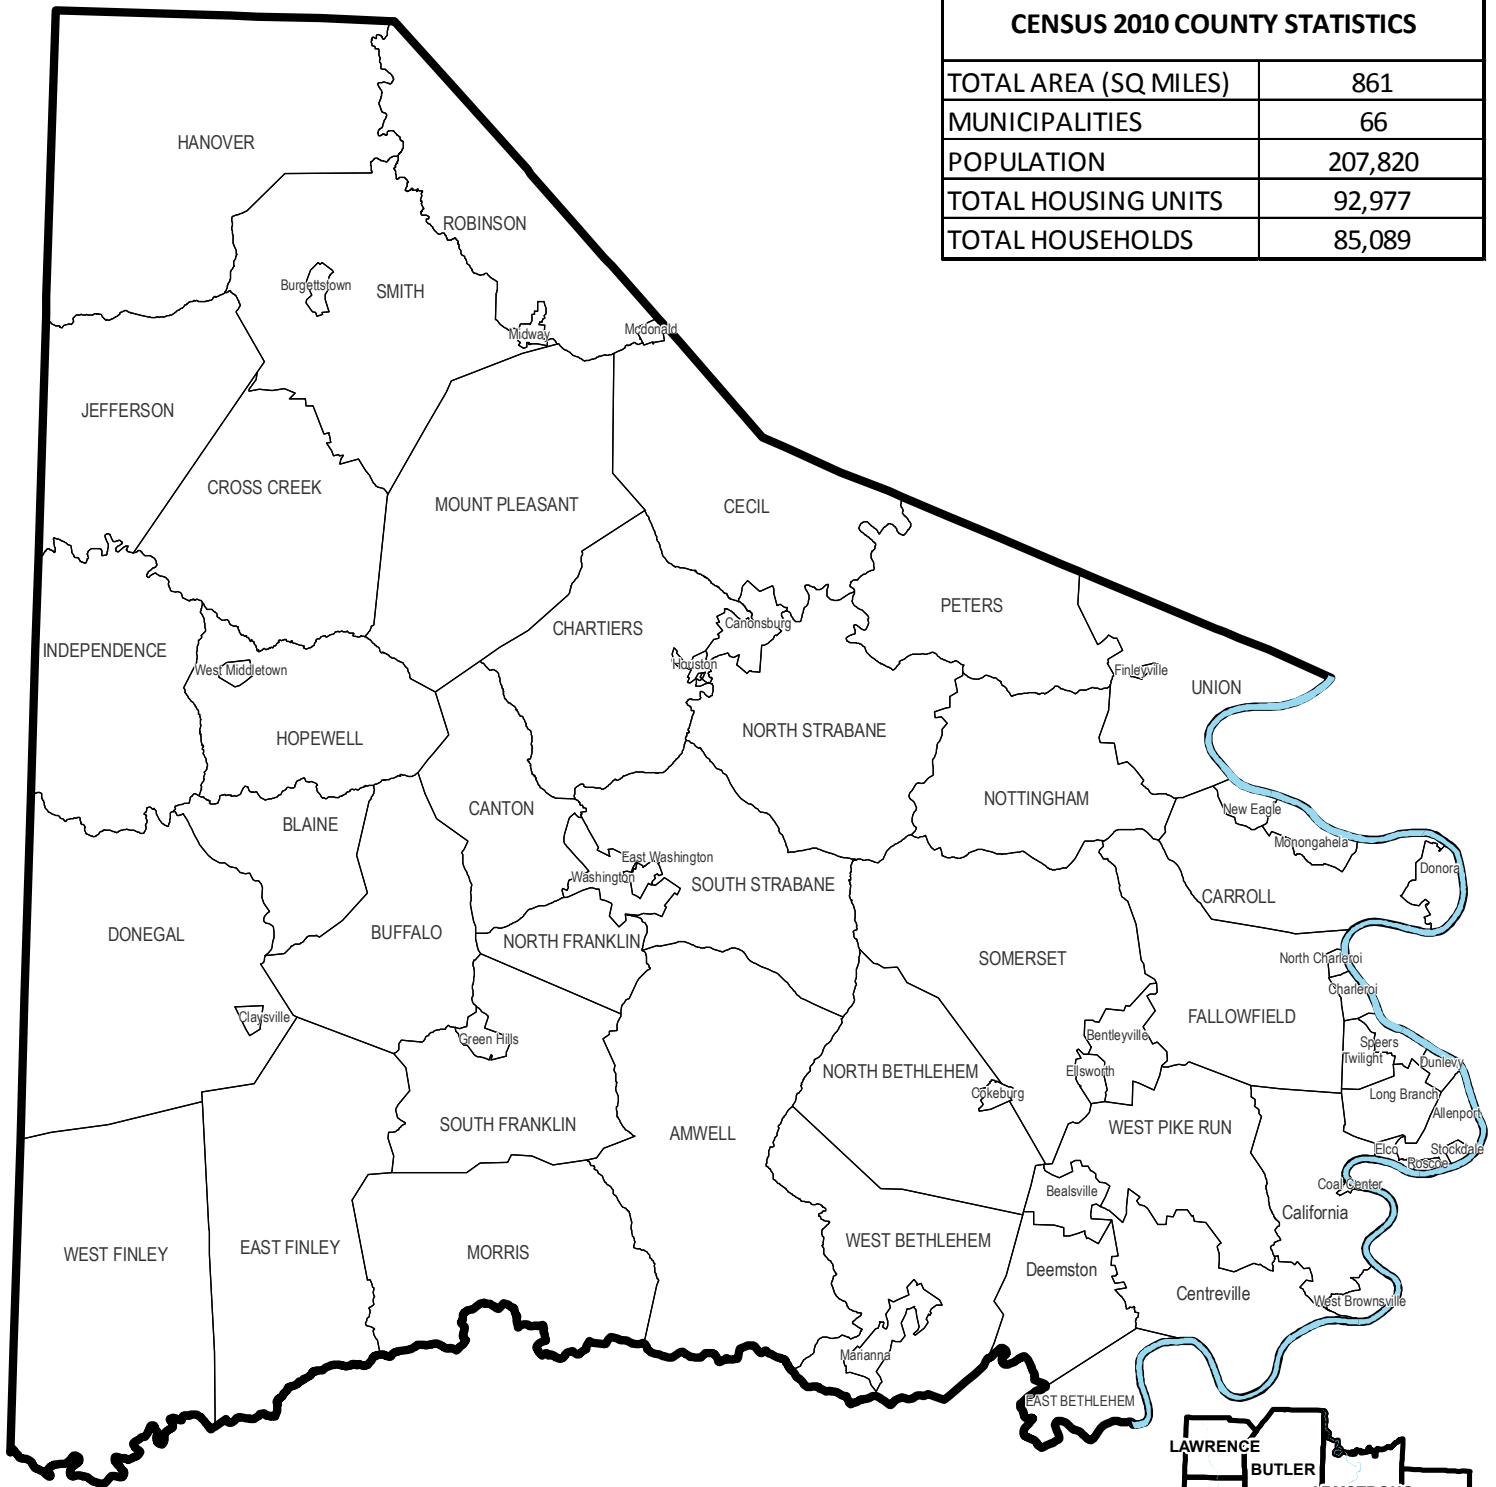 CENSUS 2010 COUNTY STATISTICS
TOTAL AREA (SQ MILES) 861
MUNICIPALITIES 66
POPULATION 207,820
TOTAL HOUSING UNITS 92,977
TOTAL HOUSEHOLDS 85,089
HANOVER
ROBINSON
Burgettstown
SMITH
Midway
Mcdonald
JEFFERSON
CROSS CREEK
MOUNT PLEASANT
CECIL
PETERS
CHARTIERS
Canonsburg
INDEPENDENCE
West Middletown
Houston
Finleyville
UNION
HOPEWELL
NORTH STRABANE
NOTTINGHAM
CANTON
BLAINE
New Eagle
Monongahela
East Washington
Washington
SOUTH STRABANE
Donora
CARROLL
DONEGAL
BUFFALO
NORTH FRANKLIN
SOMERSET
North Charleroi
Charleroi
Claysville
FALLOWFIELD
Green Hills
Bentleyville
Speers
Twilight
Dunlevy
NORTH BETHLEHEM
Ellsworth
Cokeburg
Long Branch
Allenport
SOUTH FRANKLIN
AMWELL
WEST PIKE RUN
Elco
Stockdale
Roscoe
Coal Center
Bealsville
California
WEST FINLEY
EAST FINLEY
MORRIS
WEST BETHLEHEM
Deemston
Centreville
West Brownsville
Marianna
EAST BETHLEHEM
LAWRENCE
BUTLER